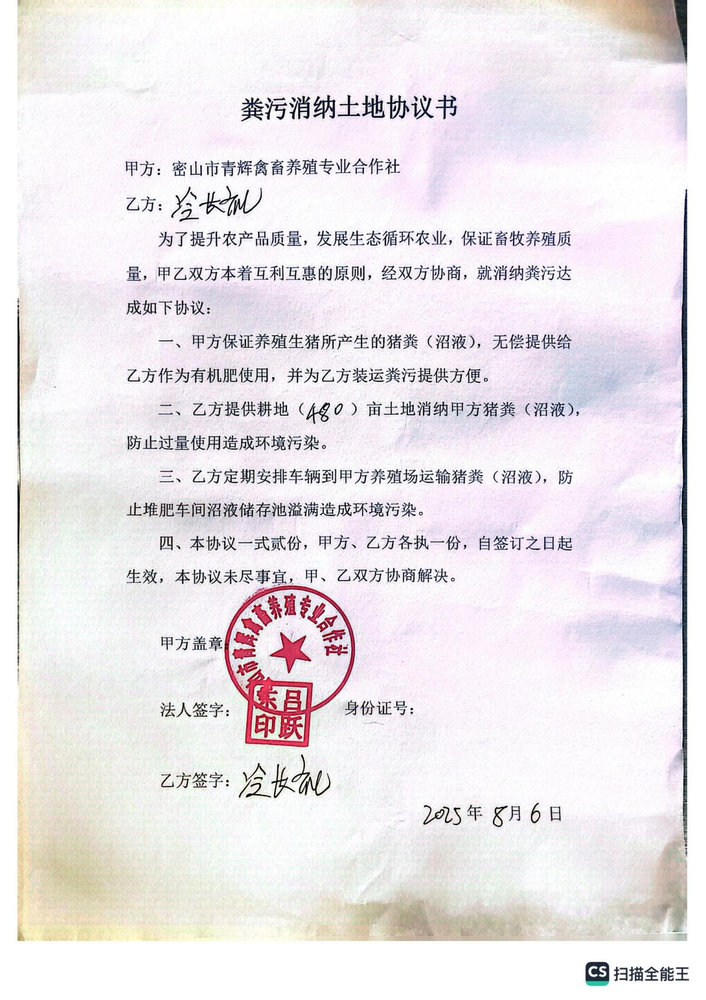 粪污消纳土地协议书
甲方：密山市青辉禽畜养殖专业合作社
乙方：冷长礼
为了提升农产品质量，发展生态循环农业，保证畜牧养殖质
量，甲乙双方本着互利互惠的原则，经双方协商，就消纳粪污达
成如下协议：
一、甲方保证养殖生猪所产生的猪粪（沼液），无偿提供给
乙方作为有机肥使用，并为乙方装运粪污提供方便。
二、乙方提供耕地（480）亩土地消纳甲方猪粪（沼液），
防止过量使用造成环境污染。
三、乙方定期安排车辆到甲方养殖场运输猪粪（沼液），防
止堆肥车间沼液储存池溢满造成环境污染。
四、本协议一式贰份，甲方、乙方各执一份，自签订之日起
生效，本协议未尽事宜，甲、乙双方协商解决。
市青辉禽畜养殖专业合作社
甲方盖章
法人签字： 吕跃 印 身份证号：
乙方签字：冷长礼
2025年8月6日
CS 扫描全能王